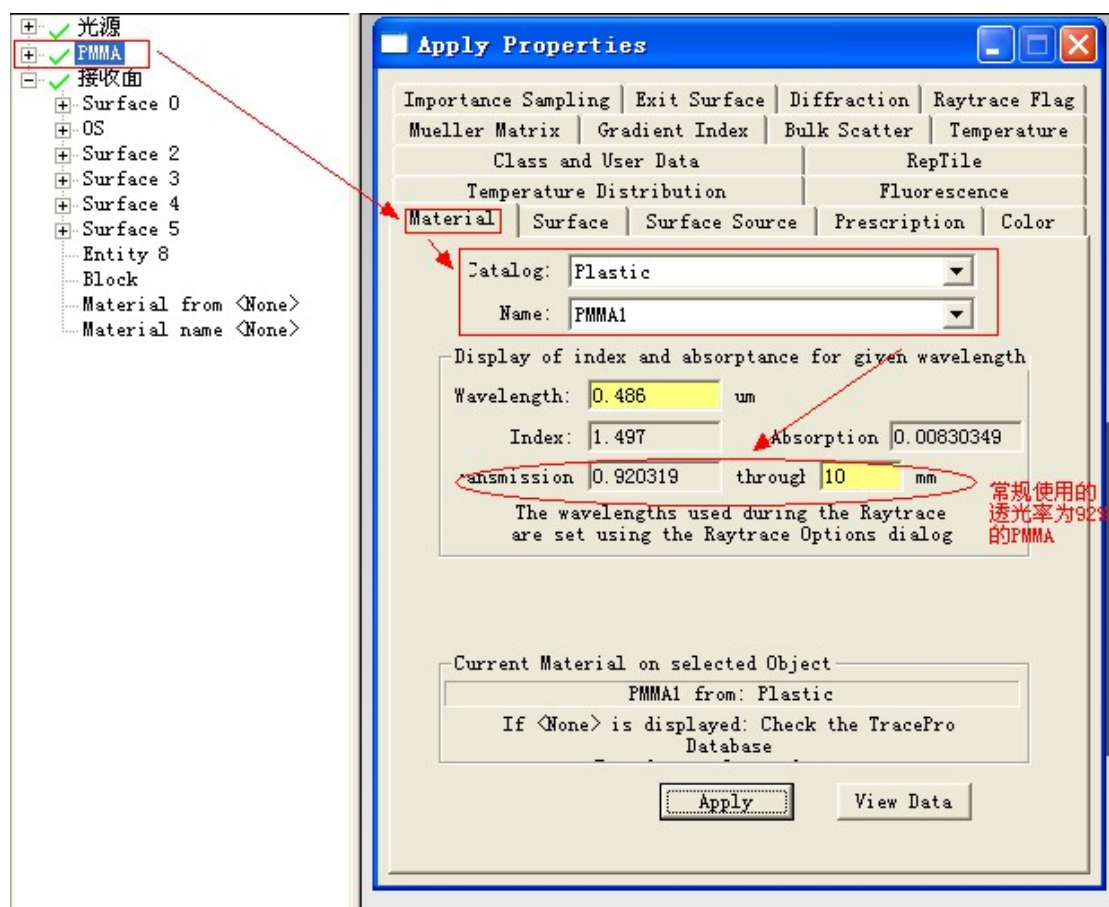 光源
PMMA
接收面
Surface 0
OS
Surface 2
Surface 3
Surface 4
Surface 5
Entity 8
Block
Material from <None>
Material name <None>
Apply Properties
Importance Sampling Exit Surface Diffraction Raytrace Flag
Mueller Matrix Gradient Index Bulk Scatter Temperature
Class and User Data RepTile
Temperature Distribution Fluorescence
Material Surface Surface Source Prescription Color
Catalog: Plastic
Name: PMMA1
Display of index and absorptance for given wavelength
Wavelength: 0.486 um
Index: 1.497 Absorption 0.00830349
ansmission 0.920319 through 10 mm
The wavelengths used during the Raytrace
are set using the Raytrace Options dialog
常规使用的
透光率为92%
的PMMA
Current Material on selected Object
PMMA1 from: Plastic
If <None> is displayed: Check the TracePro
Database
Apply View Data